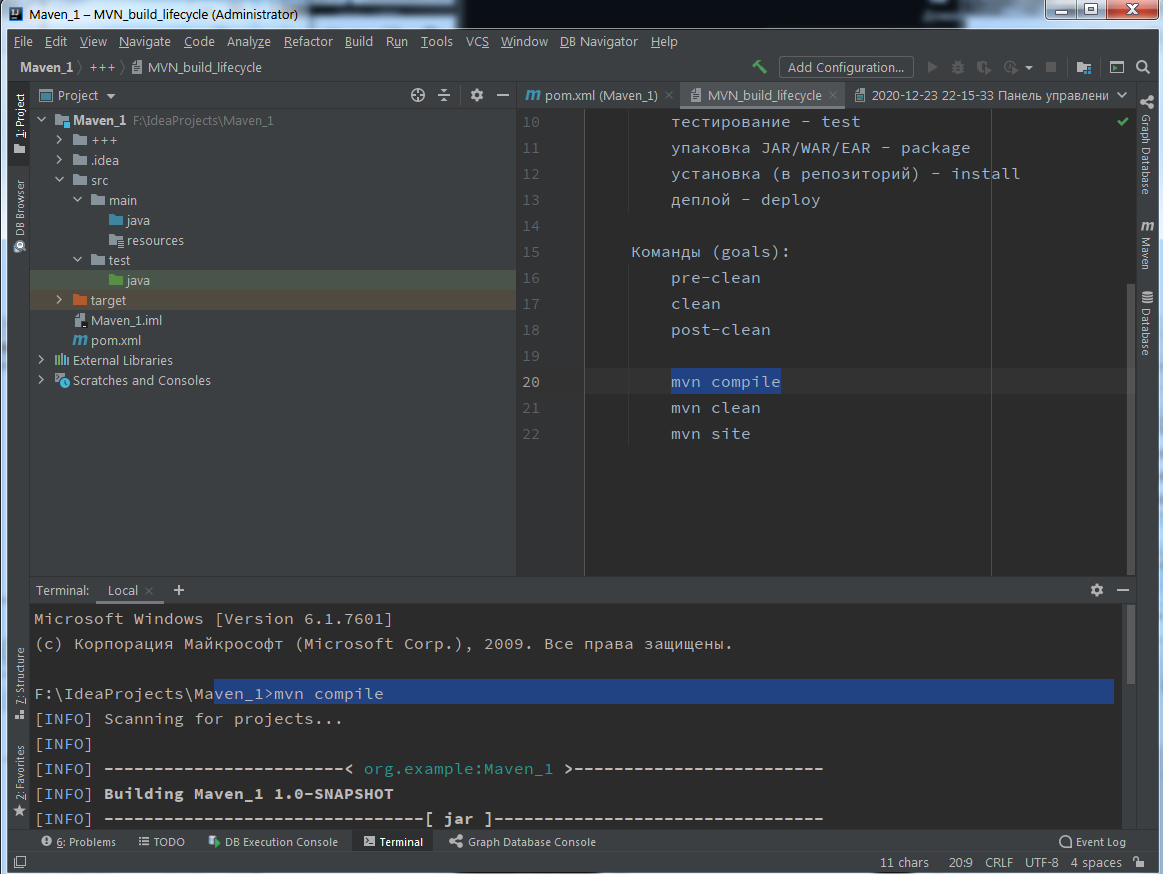 Maven_1 – MVN_build_lifecycle (Administrator)
File Edit View Navigate Code Analyze Refactor Build Run Tools VCS Window DB Navigator Help
Maven_1 +++ MVN_build_lifecycle
Add Configuration...
Project
pom.xml (Maven_1)
MVN_build_lifecycle
2020-12-23 22-15-33 Панель управлени
1: Project
DB Browser
7: Structure
2: Favorites
Maven_1 F:\IdeaProjects\Maven_1
+++
.idea
src
main
java
resources
test
java
target
Maven_1.iml
pom.xml
External Libraries
Scratches and Consoles
10 тестирование - test
11 упаковка JAR/WAR/EAR - package
12 установка (в репозиторий) - install
13 деплой - deploy
14
15 Команды (goals):
16 pre-clean
17 clean
18 post-clean
19
20 mvn compile
21 mvn clean
22 mvn site
Graph Database
Maven
Database
Terminal: Local
Microsoft Windows [Version 6.1.7601]
(c) Корпорация Майкрософт (Microsoft Corp.), 2009. Все права защищены.
F:\IdeaProjects\Maven_1>mvn compile
[INFO] Scanning for projects...
[INFO]
[INFO] ------------------------< org.example:Maven_1 >-------------------------
[INFO] Building Maven_1 1.0-SNAPSHOT
[INFO] --------------------------------[ jar ]---------------------------------
6: Problems TODO DB Execution Console Terminal Graph Database Console Event Log
11 chars 20:9 CRLF UTF-8 4 spaces